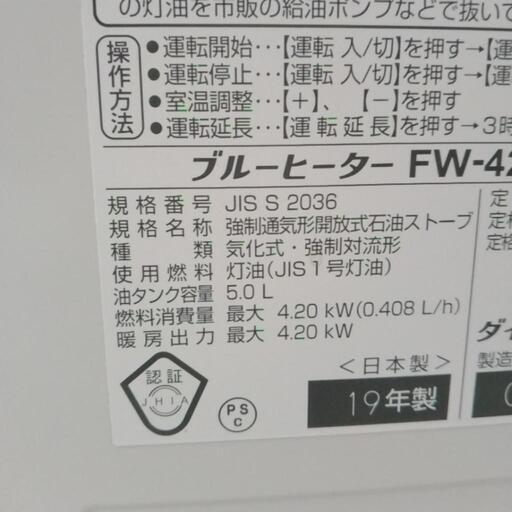 の灯油を市販の給油ポンプなどで抜いて
操作方法
●運転開始…【運転 入/切】を押す→【運
●運転停止…【運転 入/切】を押す→【運
●室温調整…【+】、【−】を押す
●運転延長…【運転延長】を押す→3時
ブルーヒーター FW-42
規格番号 JIS S 2036
規格名称 強制通気形開放式石油ストーブ
種類 気化式・強制対流形
使用燃料 灯油(JIS1号灯油)
油タンク容量 5.0 L
燃料消費量 最大 4.20 kW(0.408 L/h)
暖房出力 最大 4.20 kW
定
定格
定格
ダイ
<日本製>
製造
19年製
認証
JHIA
PS
C